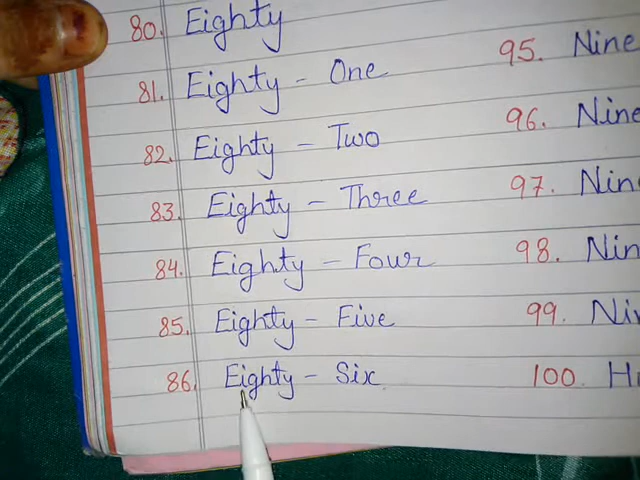 80. Eighty
81. Eighty - One
82. Eighty - Two
83. Eighty - Three
84. Eighty - Four
85. Eighty - Five
86. Eighty - Six
95. Nine
96. Nine
97.
98.
99.
100.